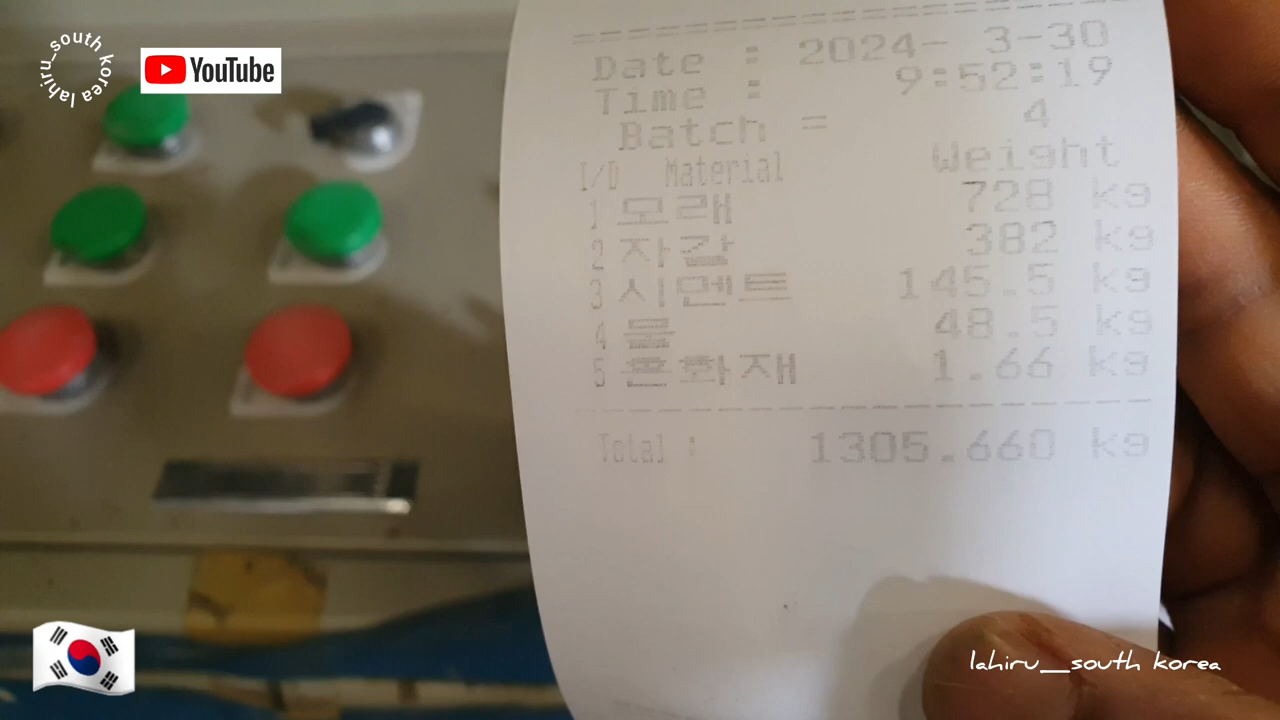 lahiru_south korea
YouTube
Date : 2024- 3-30
Time : 9:52:19
Batch = 4
I/D Material Weight
1 모래 728 kg
2 자갈 382 kg
3 시멘트 145.5 kg
4 물 48.5 kg
5 혼화재 1.66 kg
Total : 1305.660 kg
lahiru_south korea